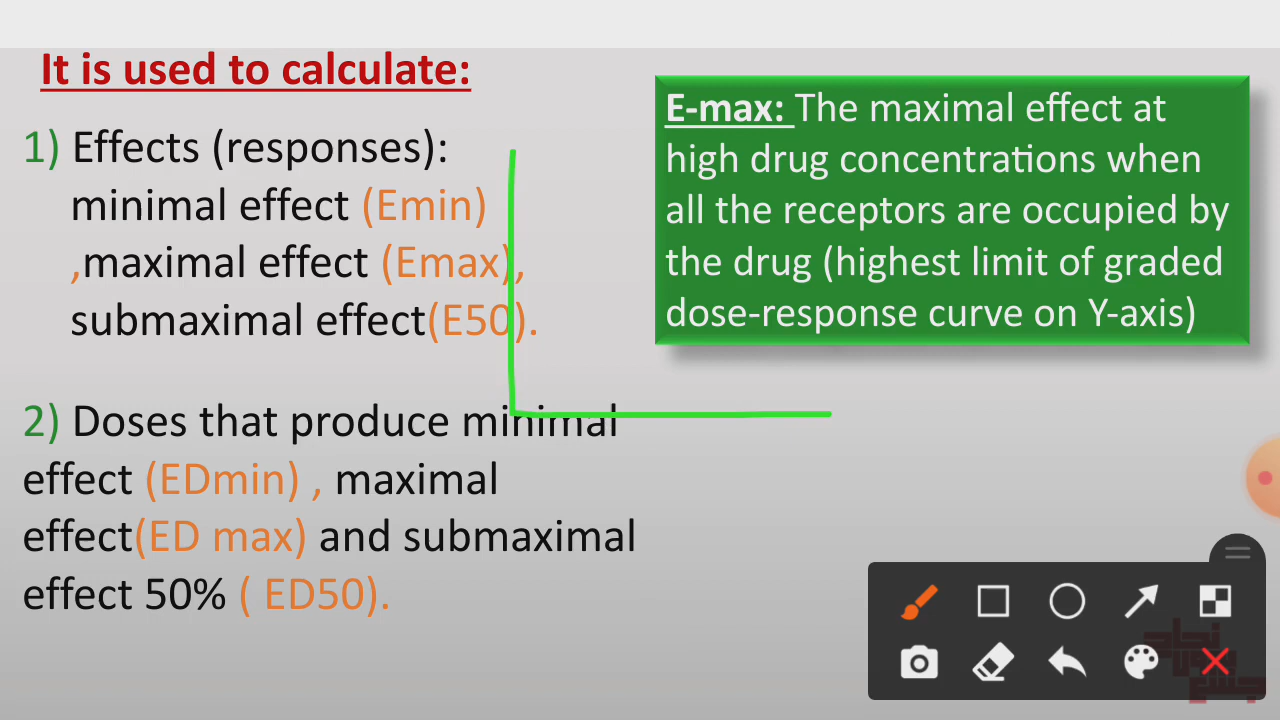 It is used to calculate:
1) Effects (responses):
minimal effect (Emin)
,maximal effect (Emax),
submaximal effect(E50).
2) Doses that produce minimal
effect (EDmin) , maximal
effect(ED max) and submaximal
effect 50% ( ED50).
E-max: The maximal effect at
high drug concentrations when
all the receptors are occupied by
the drug (highest limit of graded
dose-response curve on Y-axis)